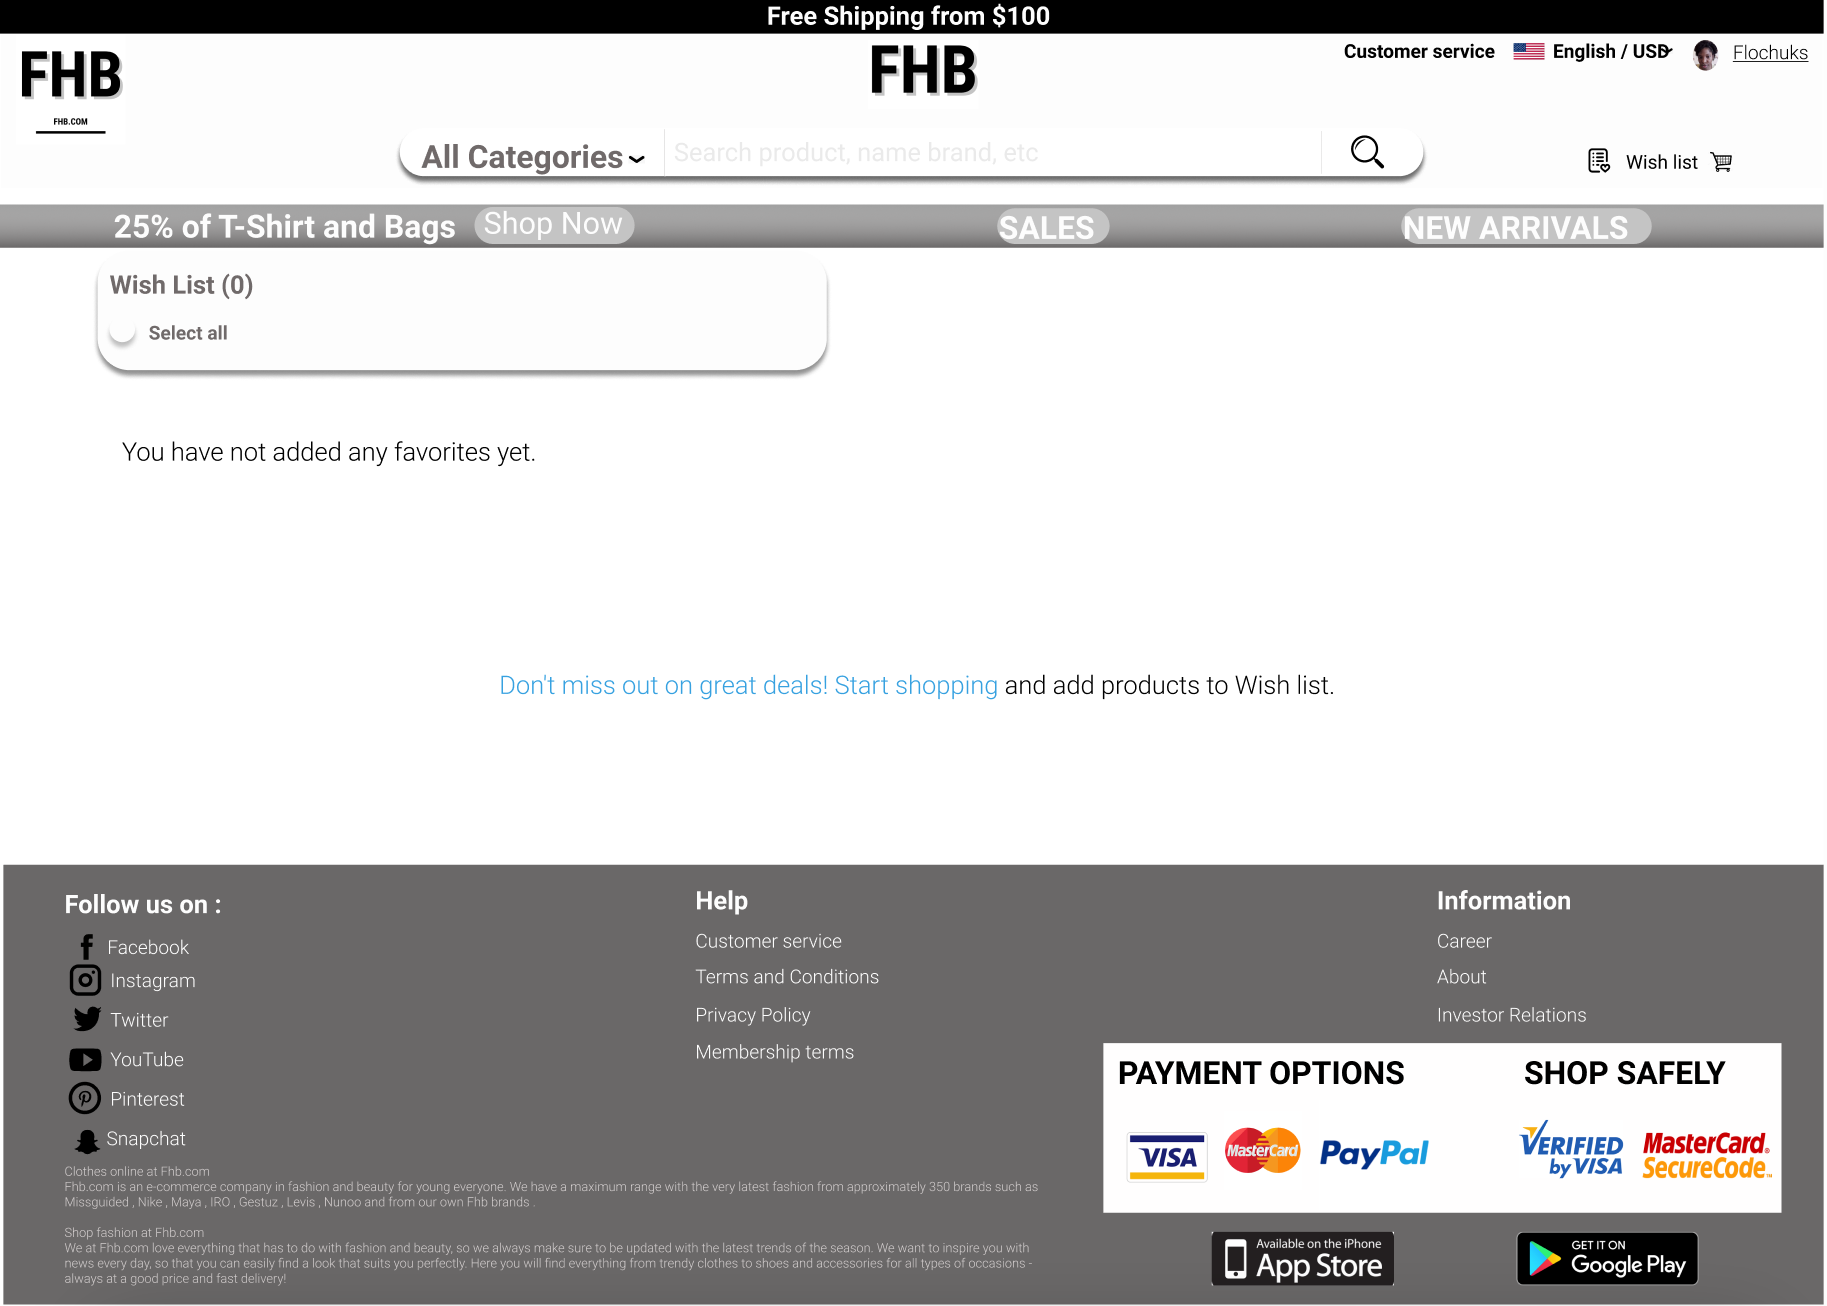 Free Shipping from $100
FHB
FHB.COM
FHB
Customer service
English / USD
Flochuks
All Categories
Search product, name brand, etc
Wish list
25% of T-Shirt and Bags
Shop Now
SALES
NEW ARRIVALS
Wish List (0)
Select all
You have not added any favorites yet.
Don't miss out on great deals! Start shopping and add products to Wish list.
Follow us on :
Facebook
Instagram
Twitter
YouTube
Pinterest
Snapchat
Help
Customer service
Terms and Conditions
Privacy Policy
Membership terms
Information
Career
About
Investor Relations
PAYMENT OPTIONS
VISA
MasterCard
PayPal
SHOP SAFELY
VERIFIED
by VISA
MasterCard.
SecureCode™
Clothes online at Fhb.com
Fhb.com is an e-commerce company in fashion and beauty for young everyone. We have a maximum range with the very latest fashion from approximately 350 brands such as
Missguided , Nike , Maya , IRO , Gestuz , Levis , Nunoo and from our own Fhb brands .
Shop fashion at Fhb.com
We at Fhb.com love everything that has to do with fashion and beauty, so we always make sure to be updated with the latest trends of the season. We want to inspire you with
news every day, so that you can easily find a look that suits you perfectly. Here you will find everything from trendy clothes to shoes and accessories for all types of occasions -
always at a good price and fast delivery!
Available on the iPhone
App Store
GET IT ON
Google Play